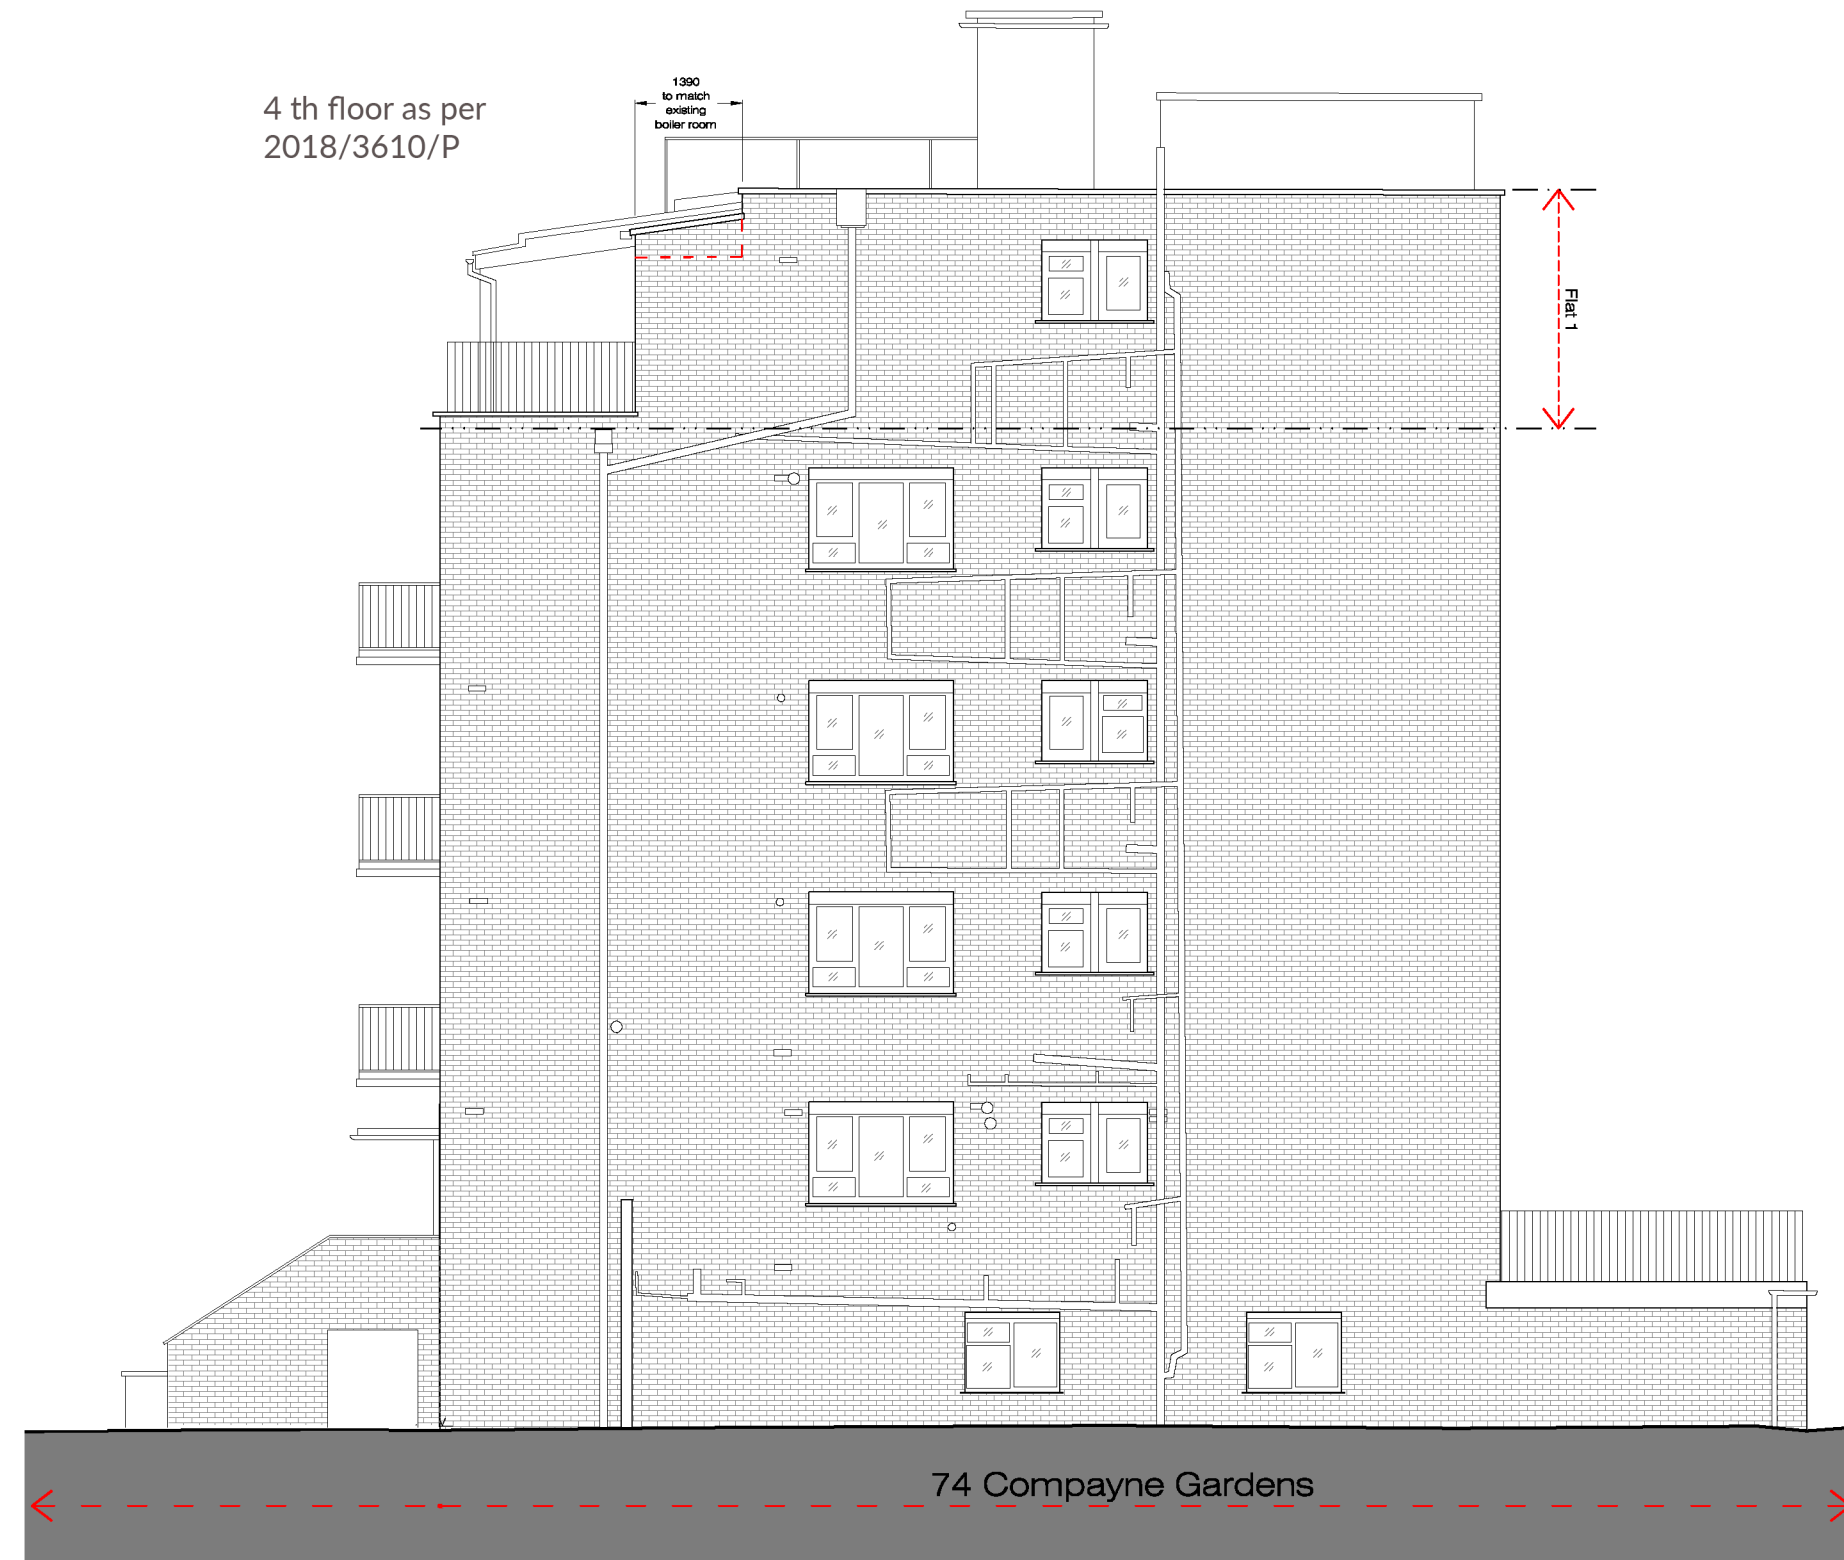 4 th floor as per
2018/3610/P
1390
to match
existing
boiler room
Flat 1
74 Compayne Gardens